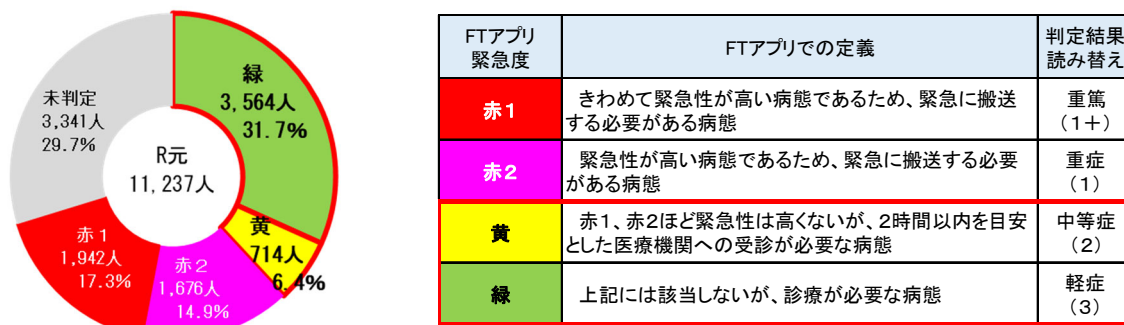 緑
3,564人
31.7%
未判定
3,341人
29.7%
R元
11,237人
黄
714人
6.4%
赤1
1,942人
17.3%
赤2
1,676人
14.9%
FTアプリ
緊急度
FTアプリでの定義
判定結果
読み替え
赤1
きわめて緊急性が高い病態であるため、緊急に搬送
する必要がある病態
重篤
(1+)
赤2
緊急性が高い病態であるため、緊急に搬送する必要
がある病態
重症
(1)
黄
赤1、赤2ほど緊急性は高くないが、2時間以内を目安
とした医療機関への受診が必要な病態
中等症
(2)
緑
上記には該当しないが、診療が必要な病態
軽症
(3)